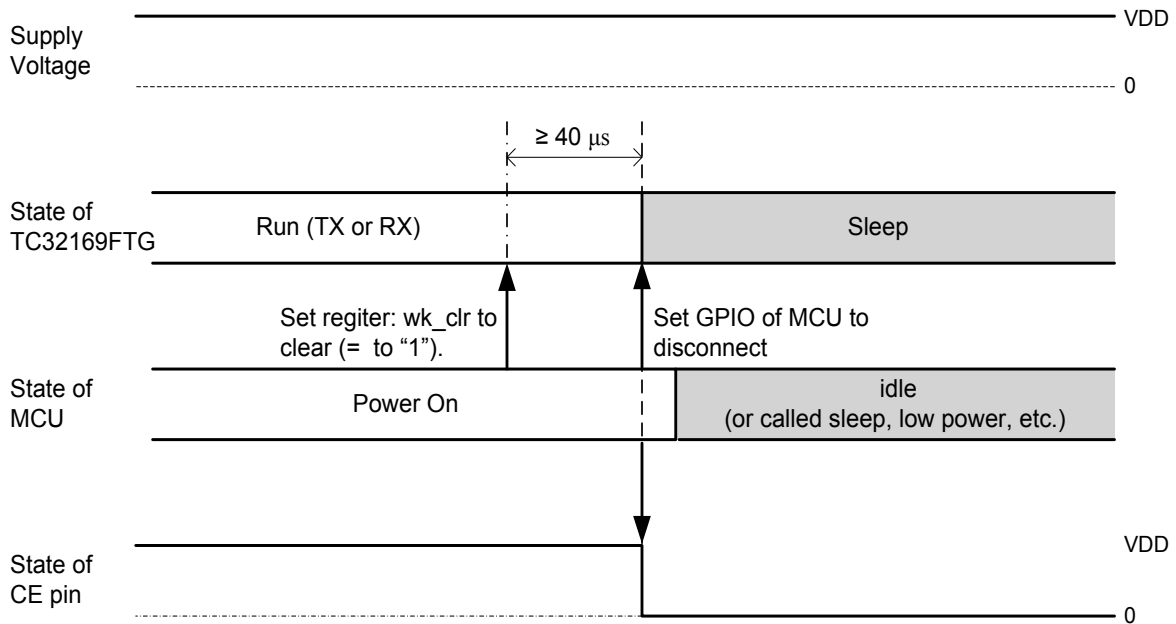 VDD
Supply
Voltage
0
≥ 40 μs
State of
TC32169FTG
Run (TX or RX)
Sleep
Set regiter: wk_clr to
clear (= to “1”).
Set GPIO of MCU to
disconnect
State of
MCU
Power On
idle
(or called sleep, low power, etc.)
State of
CE pin
VDD
0